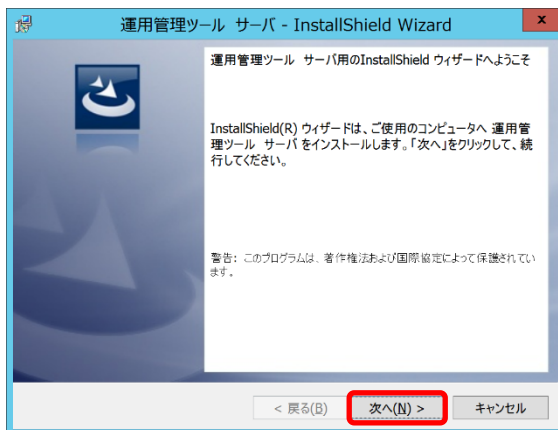 運用管理ツール サーバ - InstallShield Wizard
x
運用管理ツール サーバ用のInstallShield ウィザードへようこそ
InstallShield(R) ウィザードは、ご使用のコンピュータへ 運用管
理ツール サーバ をインストールします。「次へ」をクリックして、続
行してください。
警告: このプログラムは、著作権法および国際協定によって保護されてい
ます。
< 戻る(B)
次へ(N) >
キャンセル